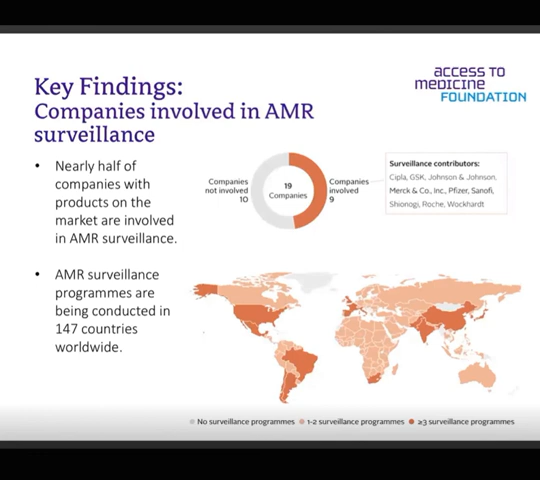 access to
medicine
FOUNDATION
Key Findings:
Companies involved in AMR
surveillance
• Nearly half of
companies with
products on the
market are involved
in AMR surveillance.
• AMR surveillance
programmes are
being conducted in
147 countries
worldwide.
Companies
not involved
10
19
Companies
Companies
involved
9
Surveillance contributors:
Cipla, GSK, Johnson & Johnson,
Merck & Co., Inc., Pfizer, Sanofi,
Shionogi, Roche, Wockhardt
No surveillance programmes
1-2 surveillance programmes
≥3 surveillance programmes